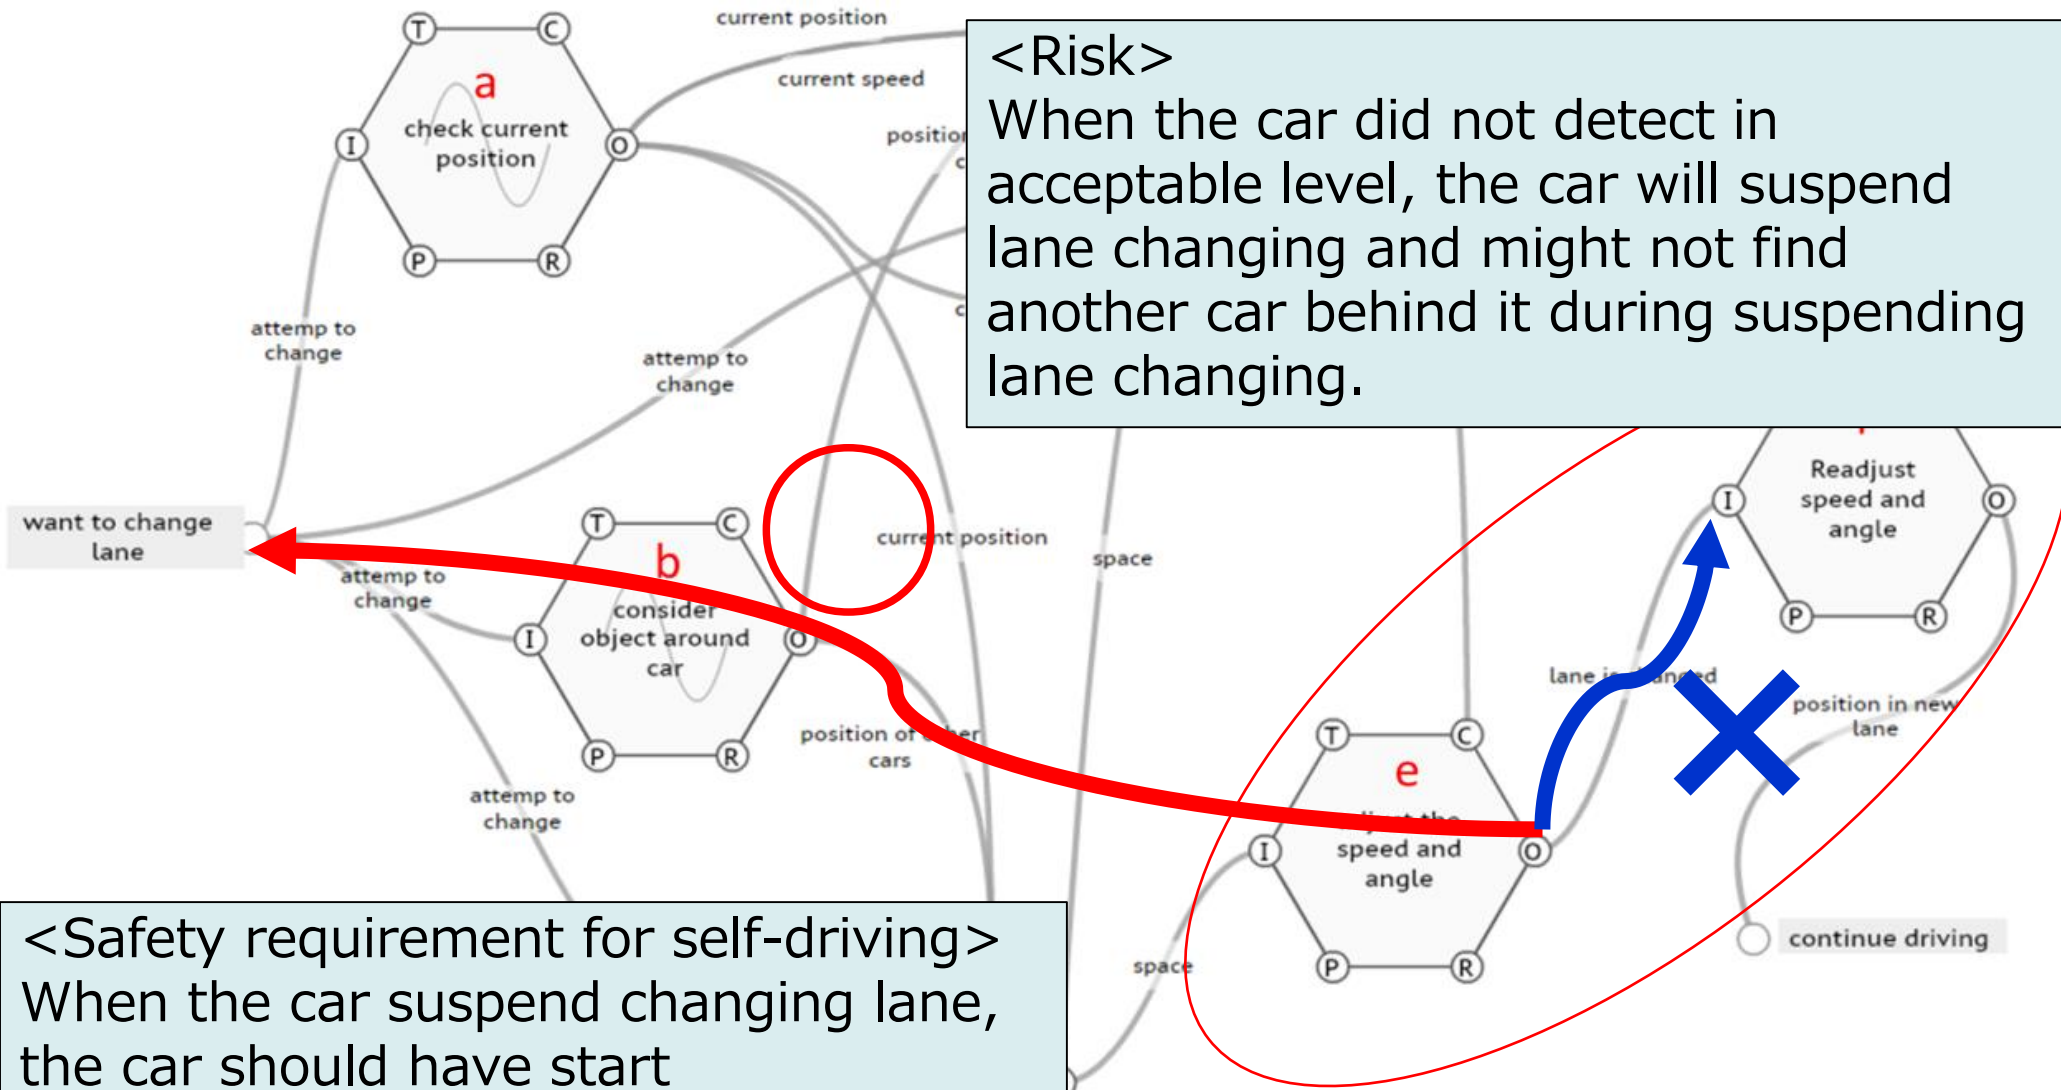 current position
T
C
<Risk>
When the car did not detect in
acceptable level, the car will suspend
lane changing and might not find
another car behind it during suspending
lane changing.
current speed
a
check current
position
I
O
P
R
attemp to
change
attemp to
change
want to change
lane
T
C
b
consider
object around
car
I
O
P
R
attemp to
change
current position
space
Readjust
speed and
angle
I
O
P
R
lane is changed
position in new
lane
position of other
cars
attemp to
change
T
C
e
speed and
angle
I
O
P
R
space
continue driving
<Safety requirement for self-driving>
When the car suspend changing lane,
the car should have start